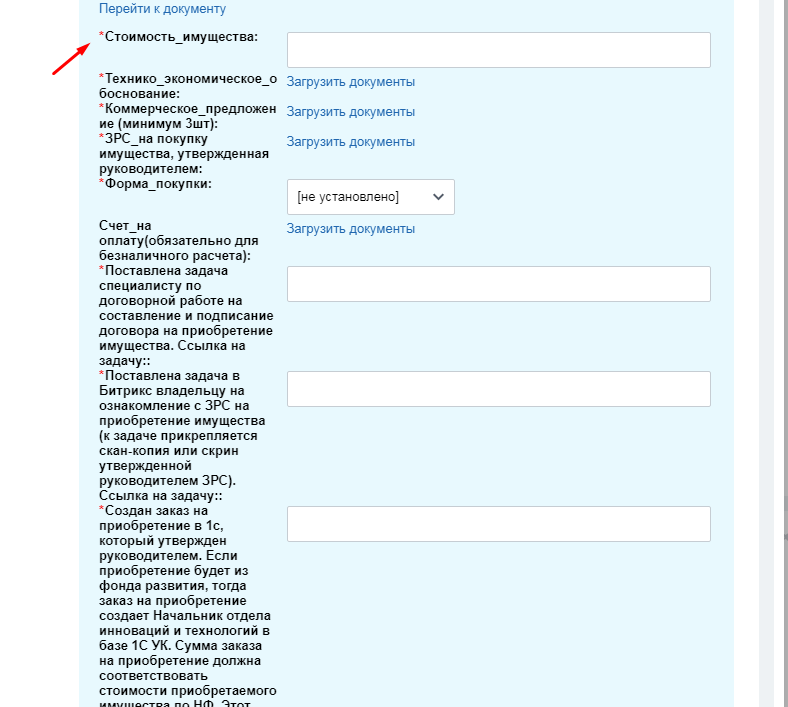 Перейти к документу
*Стоимость_имущества:
*Технико_экономическое_о
боснование:
Загрузить документы
*Коммерческое_предложен
ие (минимум 3шт):
Загрузить документы
*ЗРС_на покупку
имущества, утвержденная
руководителем:
Загрузить документы
*Форма_покупки:
[не установлено]
Счет_на
оплату(обязательно для
безналичного расчета):
Загрузить документы
*Поставлена задача
специалисту по
договорной работе на
составление и подписание
договора на приобретение
имущества. Ссылка на
задачу::
*Поставлена задача в
Битрикс владельцу на
ознакомление с ЗРС на
приобретение имущества
(к задаче прикрепляется
скан-копия или скрин
утвержденной
руководителем ЗРС).
Ссылка на задачу::
*Создан заказ на
приобретение в 1с,
который утвержден
руководителем. Если
приобретение будет из
фонда развития, тогда
заказ на приобретение
создает Начальник отдела
инноваций и технологий в
базе 1С УК. Сумма заказа
на приобретение должна
соответствовать
стоимости приобретаемого
имущества по НФ. Этот